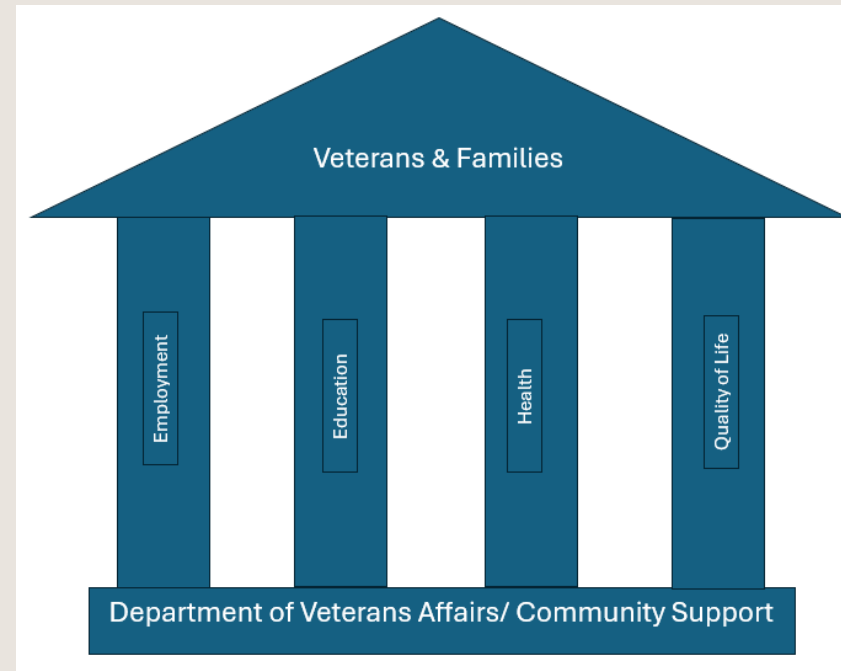 Veterans & Families
Employment
Education
Health
Quality of Life
Department of Veterans Affairs/ Community Support